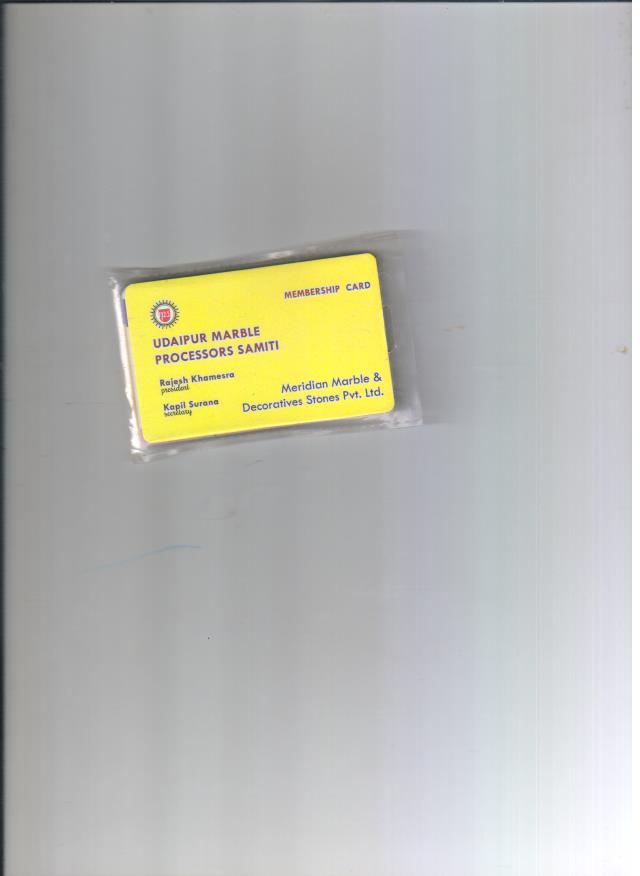 MEMBERSHIP CARD
UDAIPUR MARBLE
PROCESSORS SAMITI
Rajesh Khamesra
president
Kapil Surana
secretary
Meridian Marble &
Decoratives Stones Pvt. Ltd.